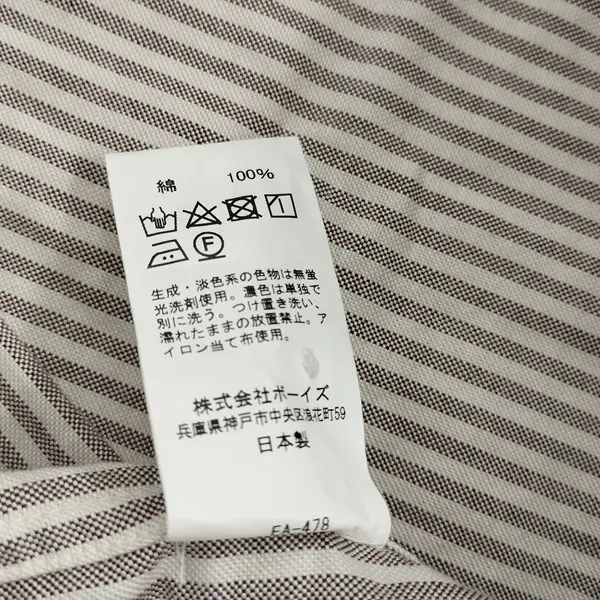 綿 100%
F
生成・淡色系の色物は無蛍
光洗剤使用。濃色は単独で
別に洗う。つけ置き洗い、
濡れたままの放置禁止。ア
イロン当て布使用。
株式会社ボーイズ
兵庫県神戸市中央区浪花町59
日本製
EA-478